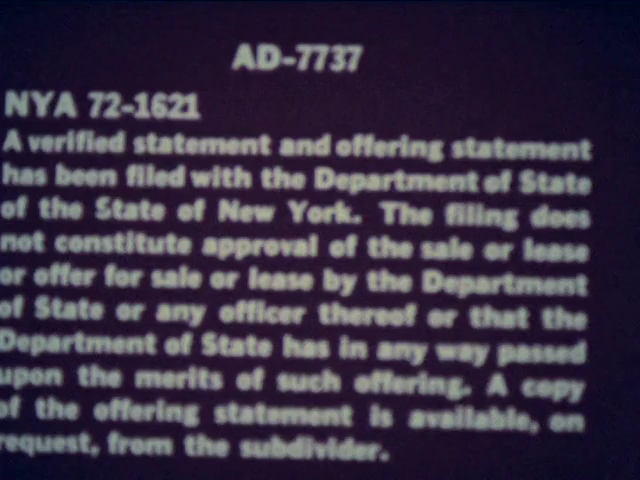 AD-7737
NYA 72-1621
A verified statement and offering statement
has been filed with the Department of State
of the State of New York. The filing does
not constitute approval of the sale or lease
or offer for sale or lease by the Department
of State or any officer thereof or that the
Department of State has in any way passed
upon the merits of such offering. A copy
of the offering statement is available, on
request, from the subdivider.